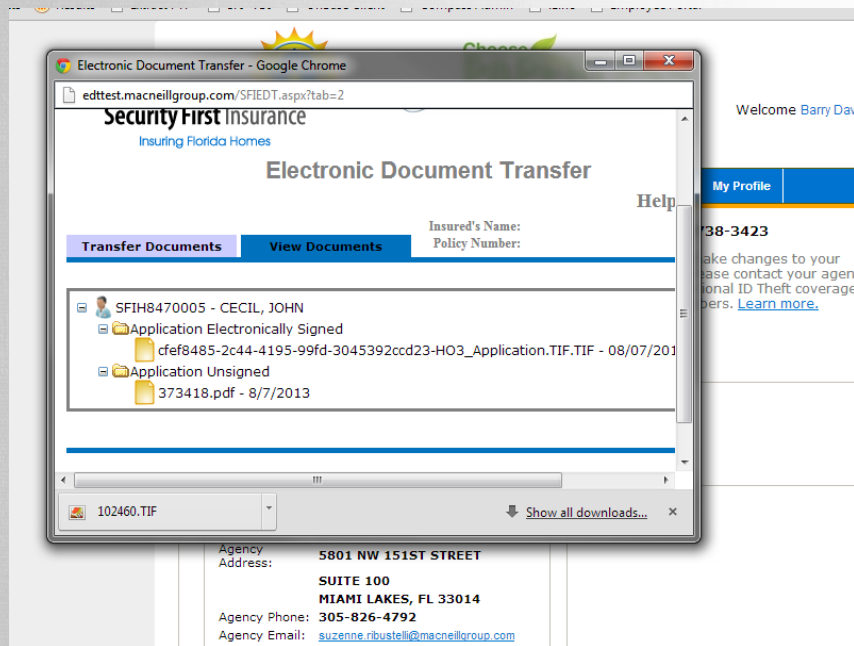 Electronic Document Transfer - Google Chrome
edttest.macneillgroup.com/SFIEDT.aspx?tab=2
Choose
Welcome Barry Dav
Security First Insurance
Insuring Florida Homes
Electronic Document Transfer
Help
My Profile
Insured's Name:
Policy Number:
Transfer Documents
View Documents
738-3423
ake changes to your
ease contact your agen
ional ID Theft coverage
bers. Learn more.
SFIH8470005 - CECIL, JOHN
Application Electronically Signed
cfef8485-2c44-4195-99fd-3045392ccd23-HO3_Application.TIF.TIF - 08/07/201
Application Unsigned
373418.pdf - 8/7/2013
102460.TIF
Show all downloads...
Agency Address:
5801 NW 151ST STREET
SUITE 100
MIAMI LAKES, FL 33014
Agency Phone: 305-826-4792
Agency Email: suzenne.ribustelli@macneillgroup.com